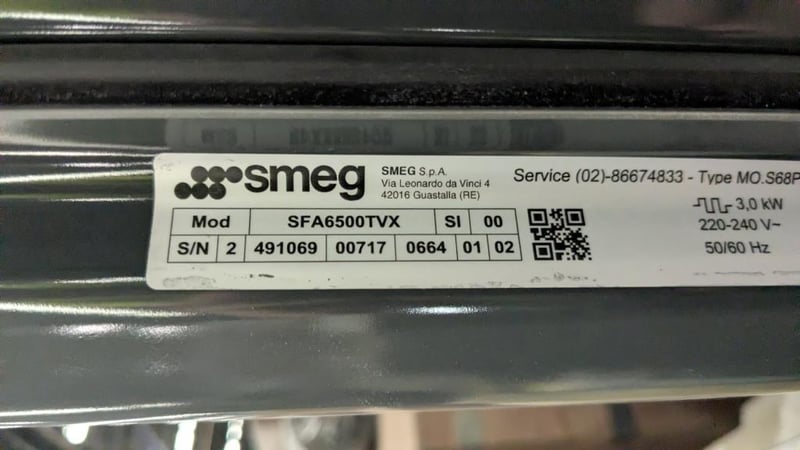 smeg
SMEG S.p.A.
Via Leonardo da Vinci 4
42016 Guastalla (RE)
Service (02)-86674833 - Type MO.S68P
Mod SFA6500TVX SI 00
S/N 2 491069 00717 0664 01 02
3,0 kW
220-240 V~
50/60 Hz